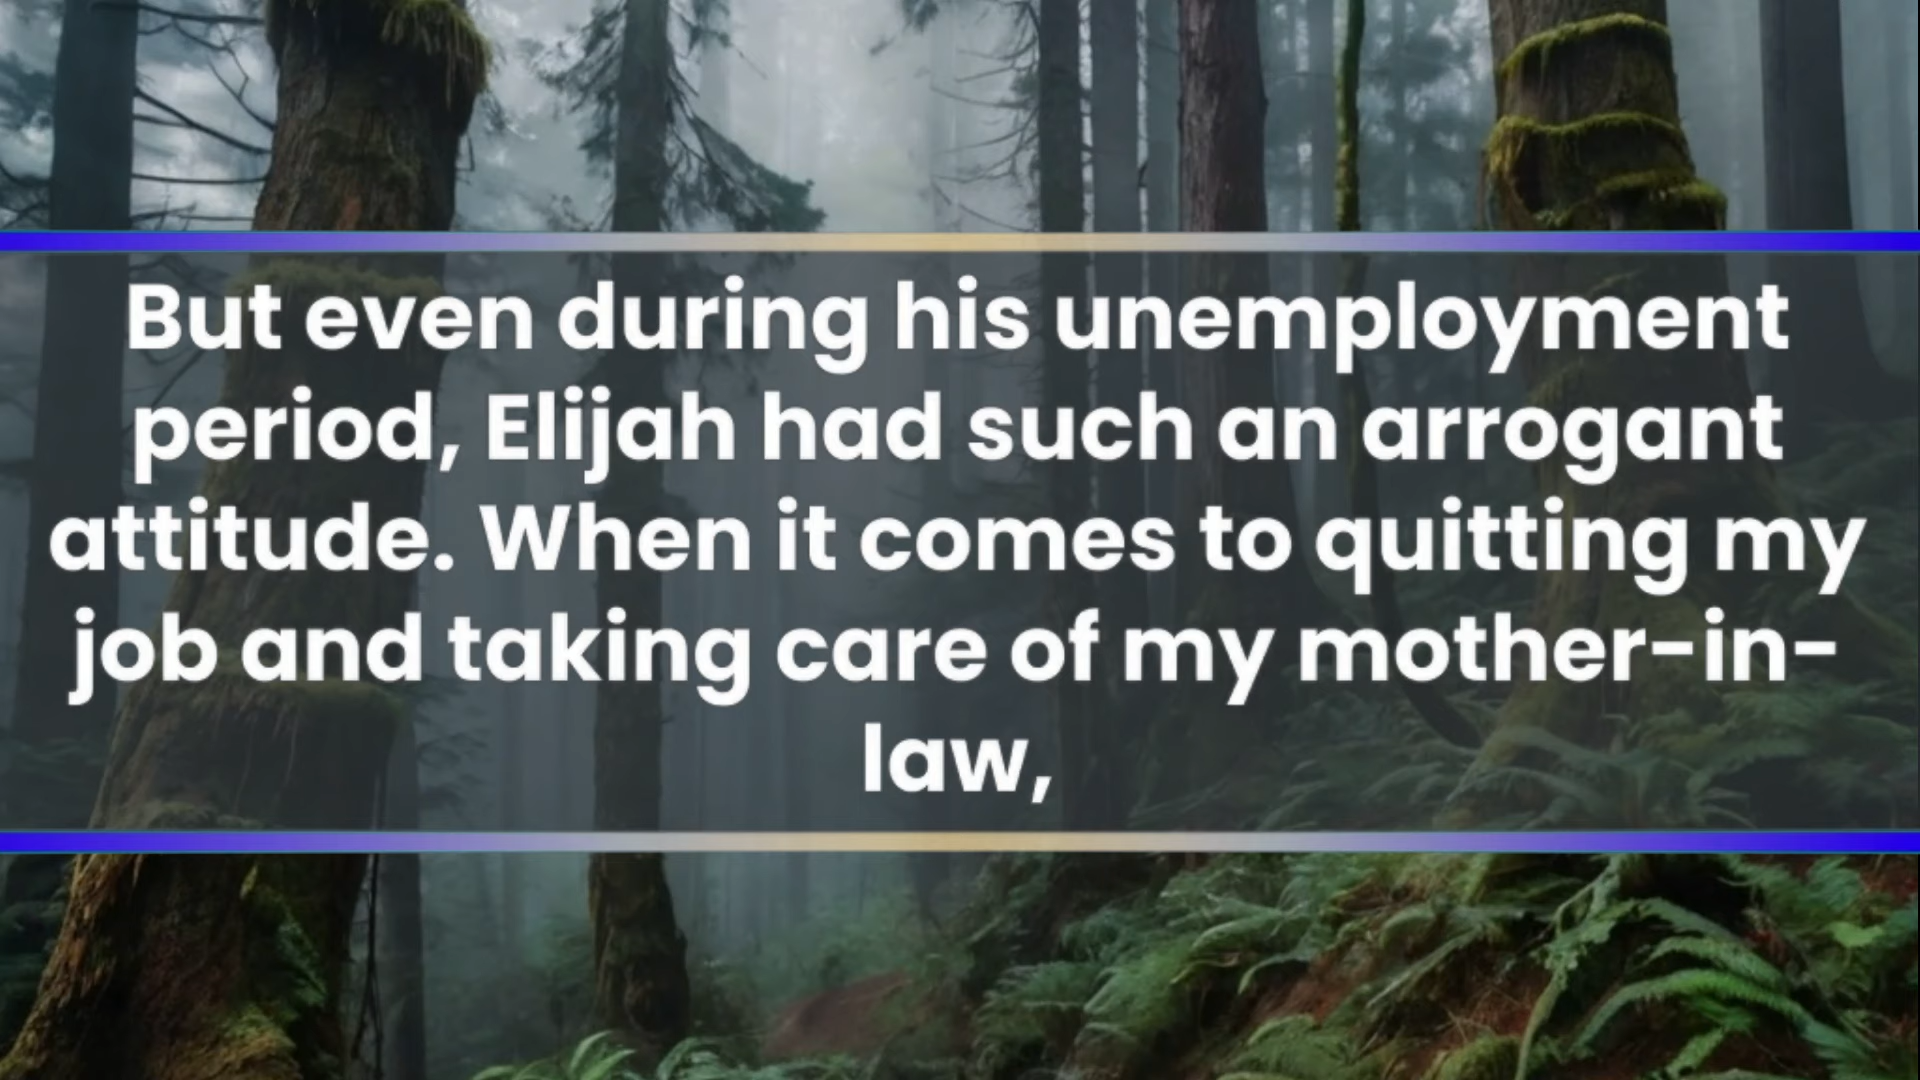 But even during his unemployment
period, Elijah had such an arrogant
attitude. When it comes to quitting my
job and taking care of my mother-in-
law,